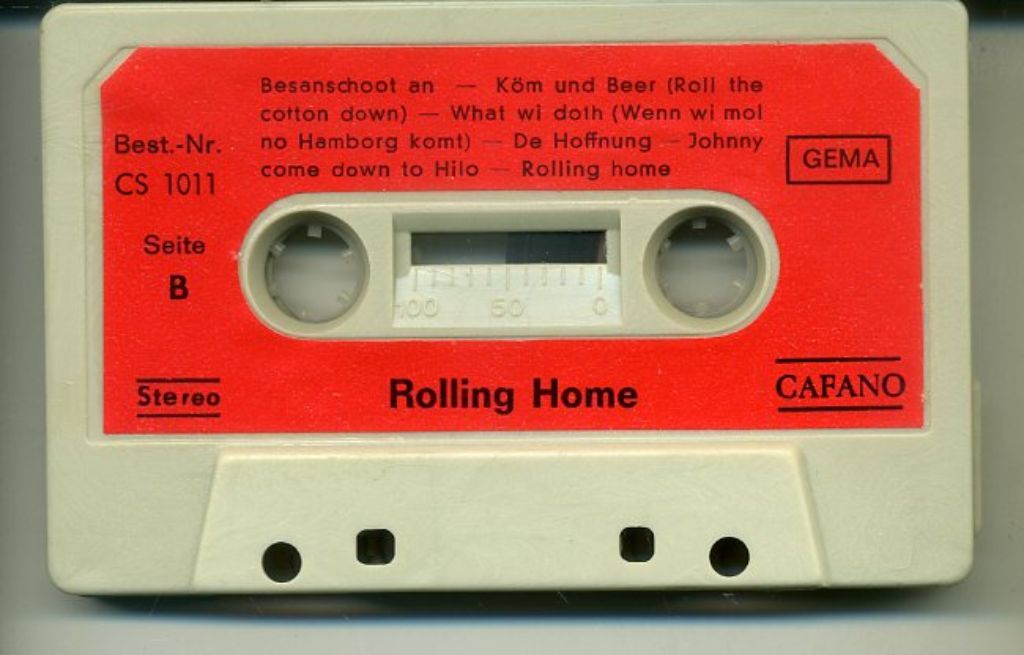 Besanschoot an — Köm und Beer (Roll the
cotton down) — What wi doth (Wenn wi mol
no Hamborg komt) — De Hoffnung — Johnny
come down to Hilo — Rolling home
Best.-Nr.
CS 1011
GEMA
Seite
B
100 50 0
Stereo
Rolling Home
CAFANO